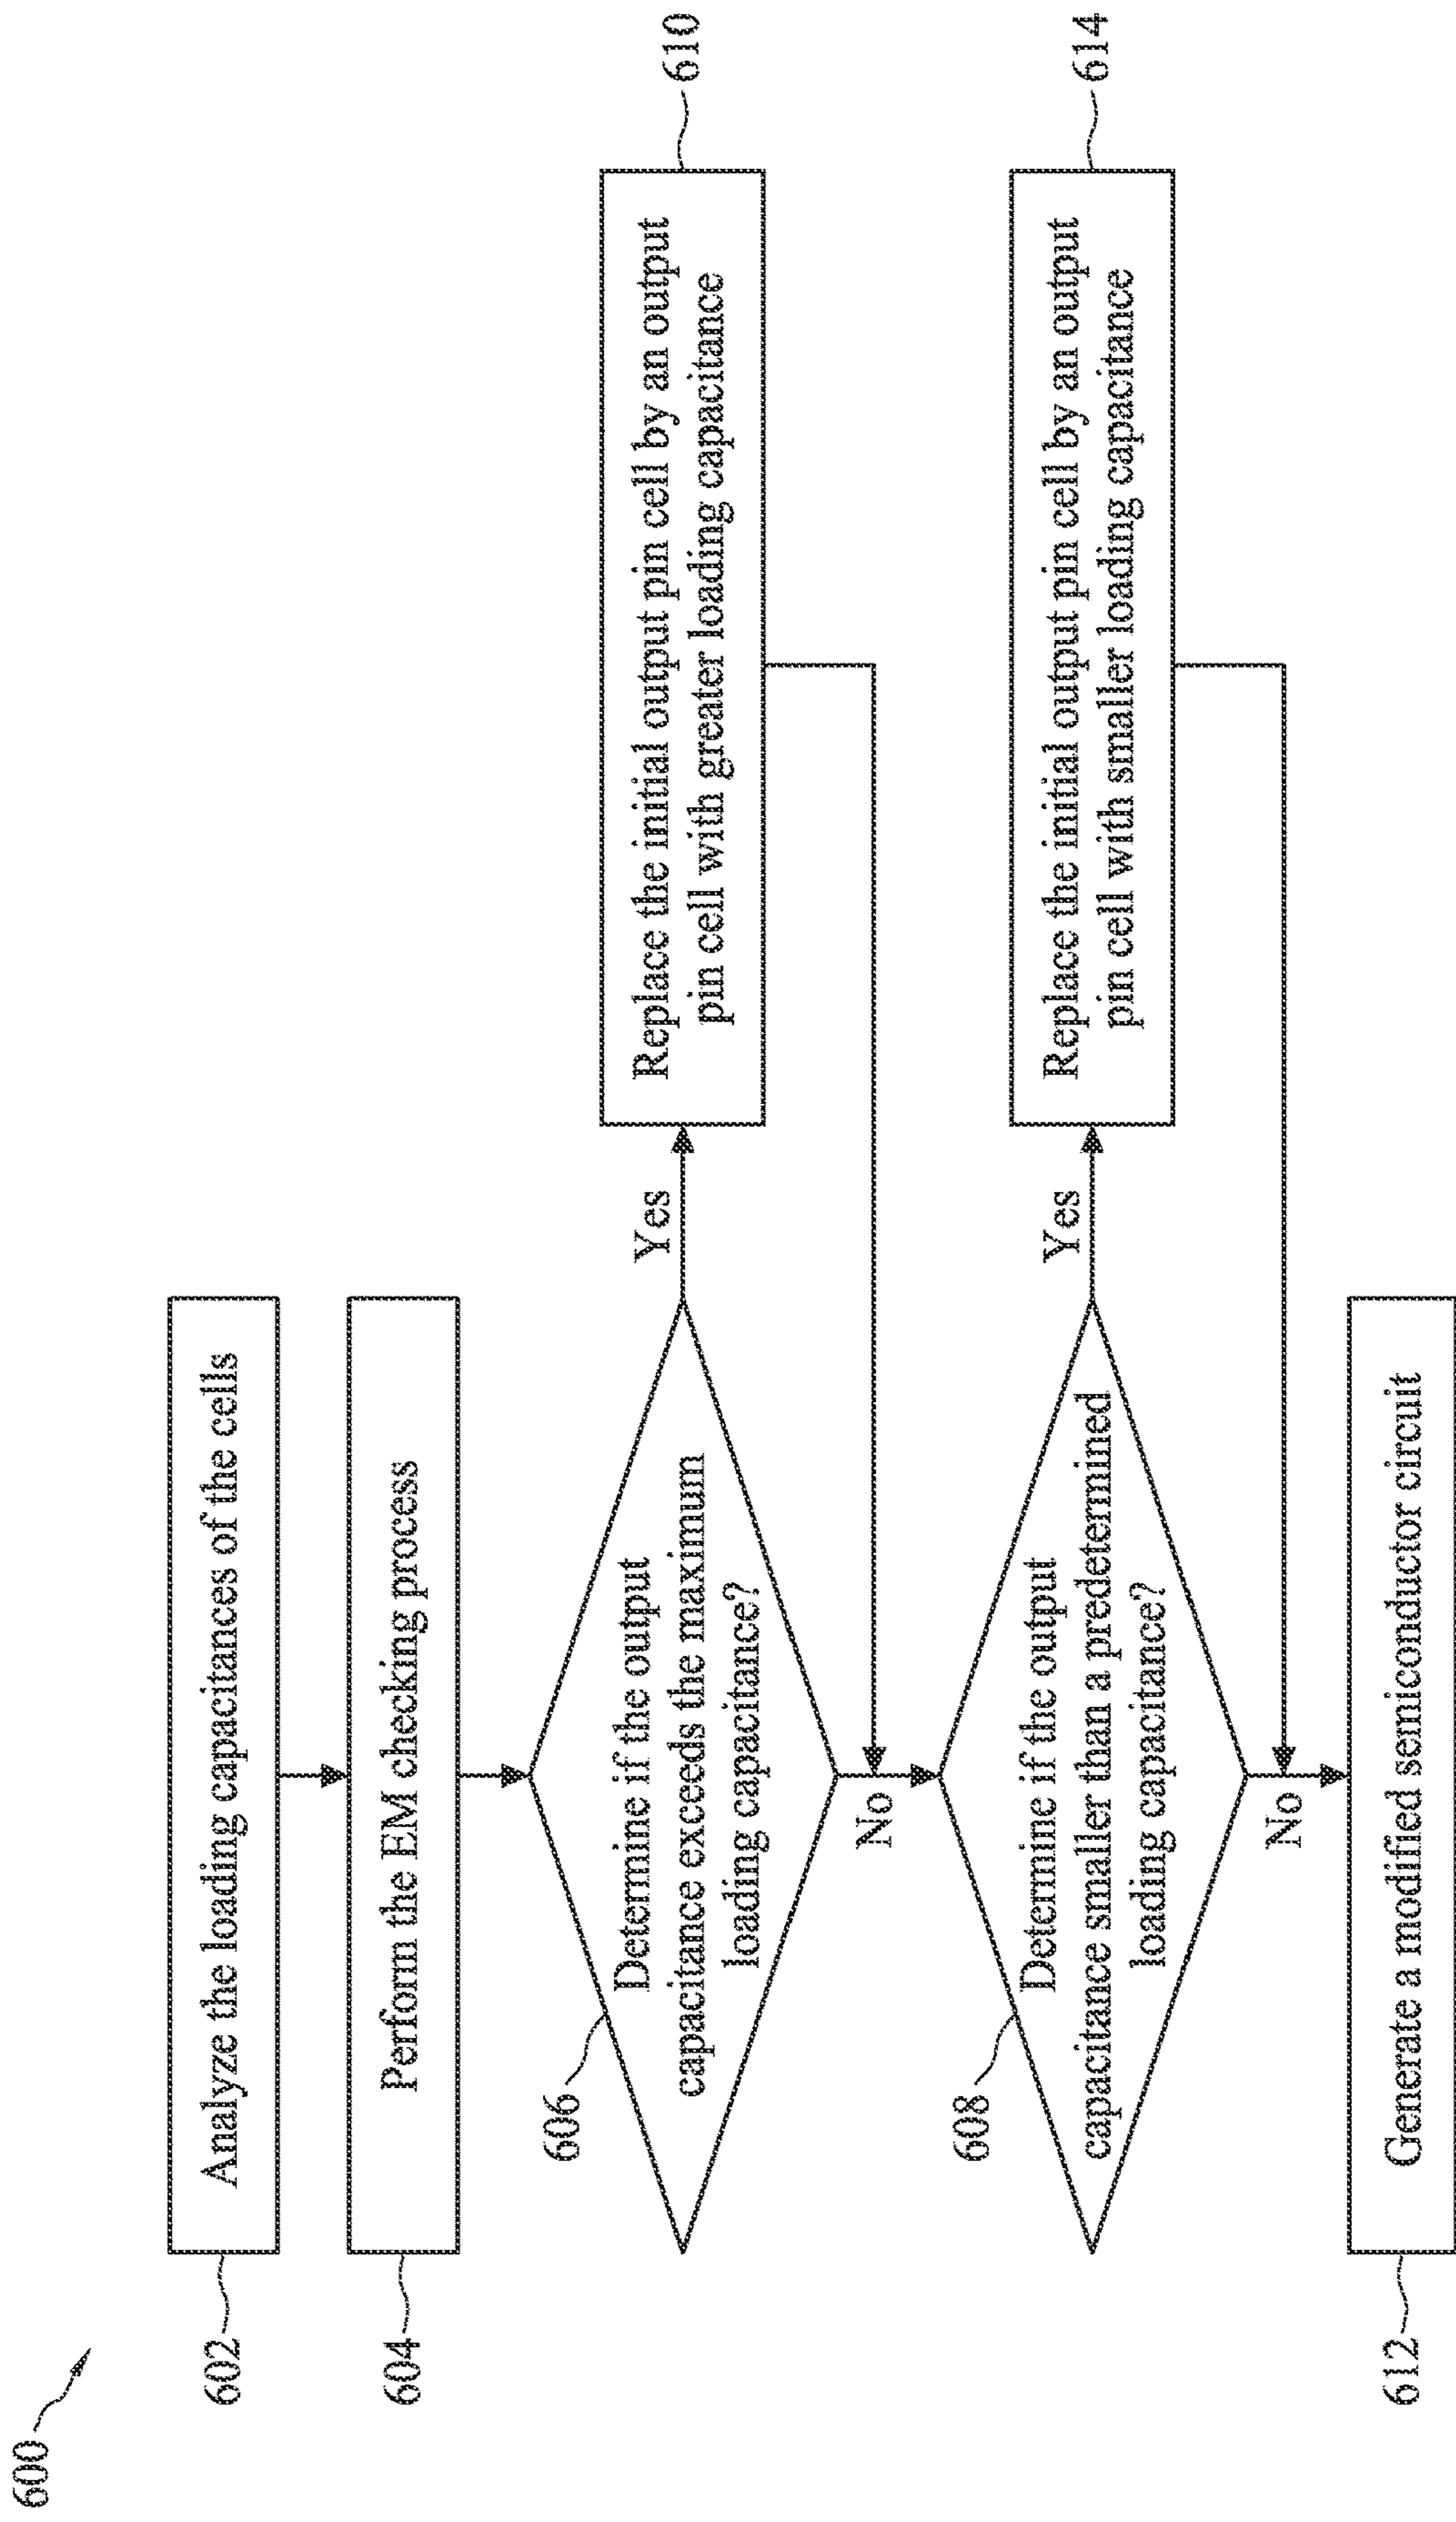 600
602
Analyze the loading capacitances of the cells
604
Perform the EM checking process
606
Determine if the output
capacitance exceeds the maximum
loading capacitance?
Yes
Replace the initial output pin cell by an output
pin cell with greater loading capacitance
610
No
608
Determine if the output
capacitance smaller than a predetermined
loading capacitance?
Yes
Replace the initial output pin cell by an output
pin cell with smaller loading capacitance
614
No
612
Generate a modified semiconductor circuit